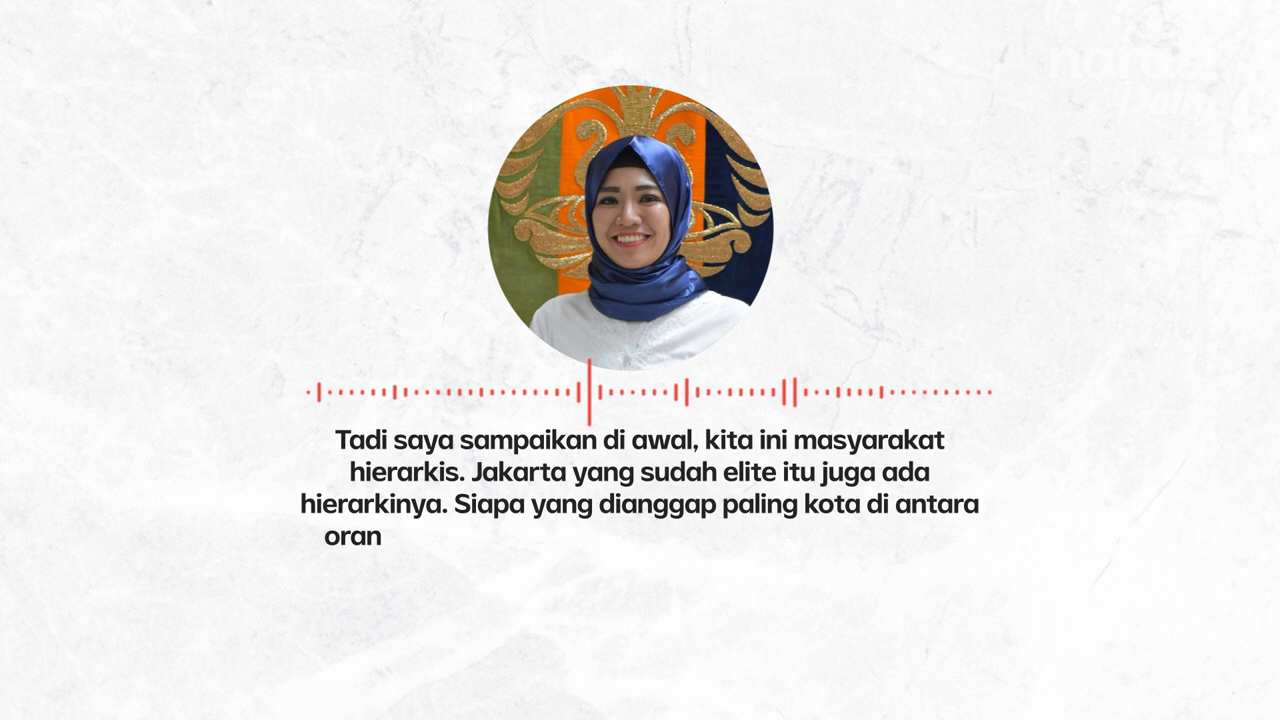 Tadi saya sampaikan di awal, kita ini masyarakat
hierarkis. Jakarta yang sudah elite itu juga ada
hierarkinya. Siapa yang dianggap paling kota di antara
oran